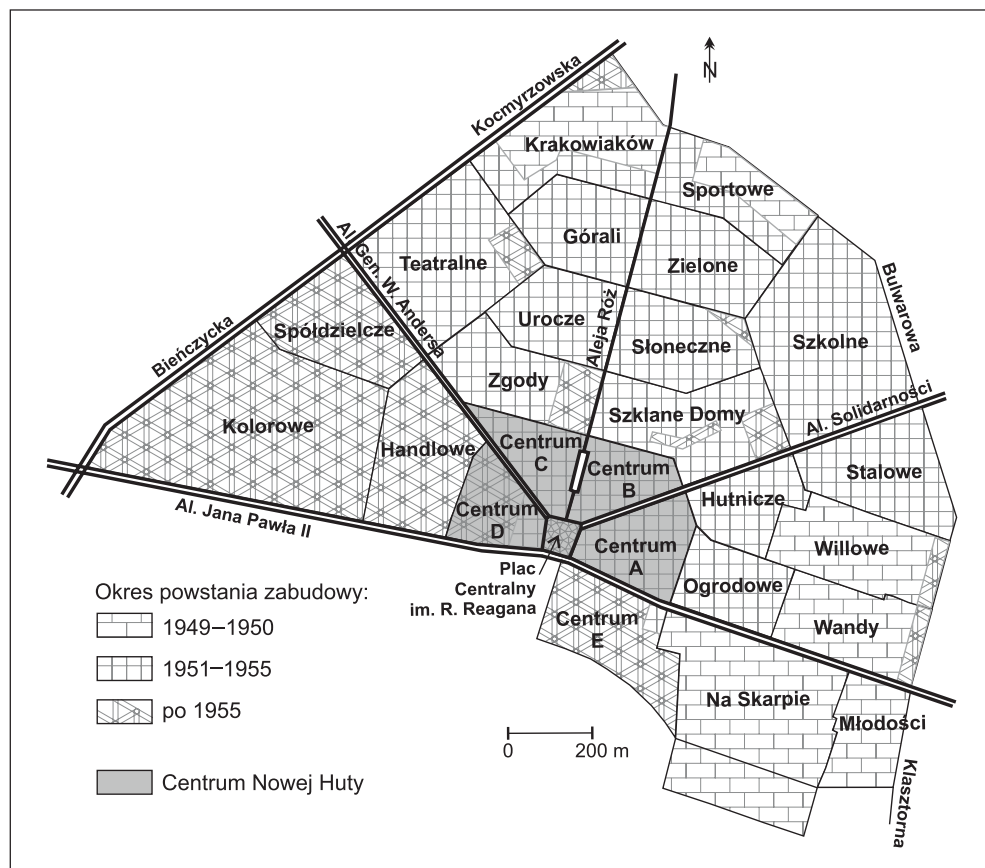 N
Kocmyrzowska
Krakowiaków
Sportowe
Al. Gen. W. Andersa
Górali
Teatralne
Zielone
Aleja Róż
Bulwarowa
Bieńczycka
Spółdzielcze
Urocze
Słoneczne
Szkolne
Zgody
Szklane Domy
Al. Solidarności
Kolorowe
Handlowe
Centrum
C
Centrum
B
Stalowe
Hutnicze
Al. Jana Pawła II
Centrum
D
Centrum
A
Willowe
Plac
Centralny
im. R. Reagana
Ogrodowe
Centrum
E
Wandy
Na Skarpie
Młodości
Klasztorna
Okres powstania zabudowy:
1949–1950
1951–1955
po 1955
Centrum Nowej Huty
0 200 m